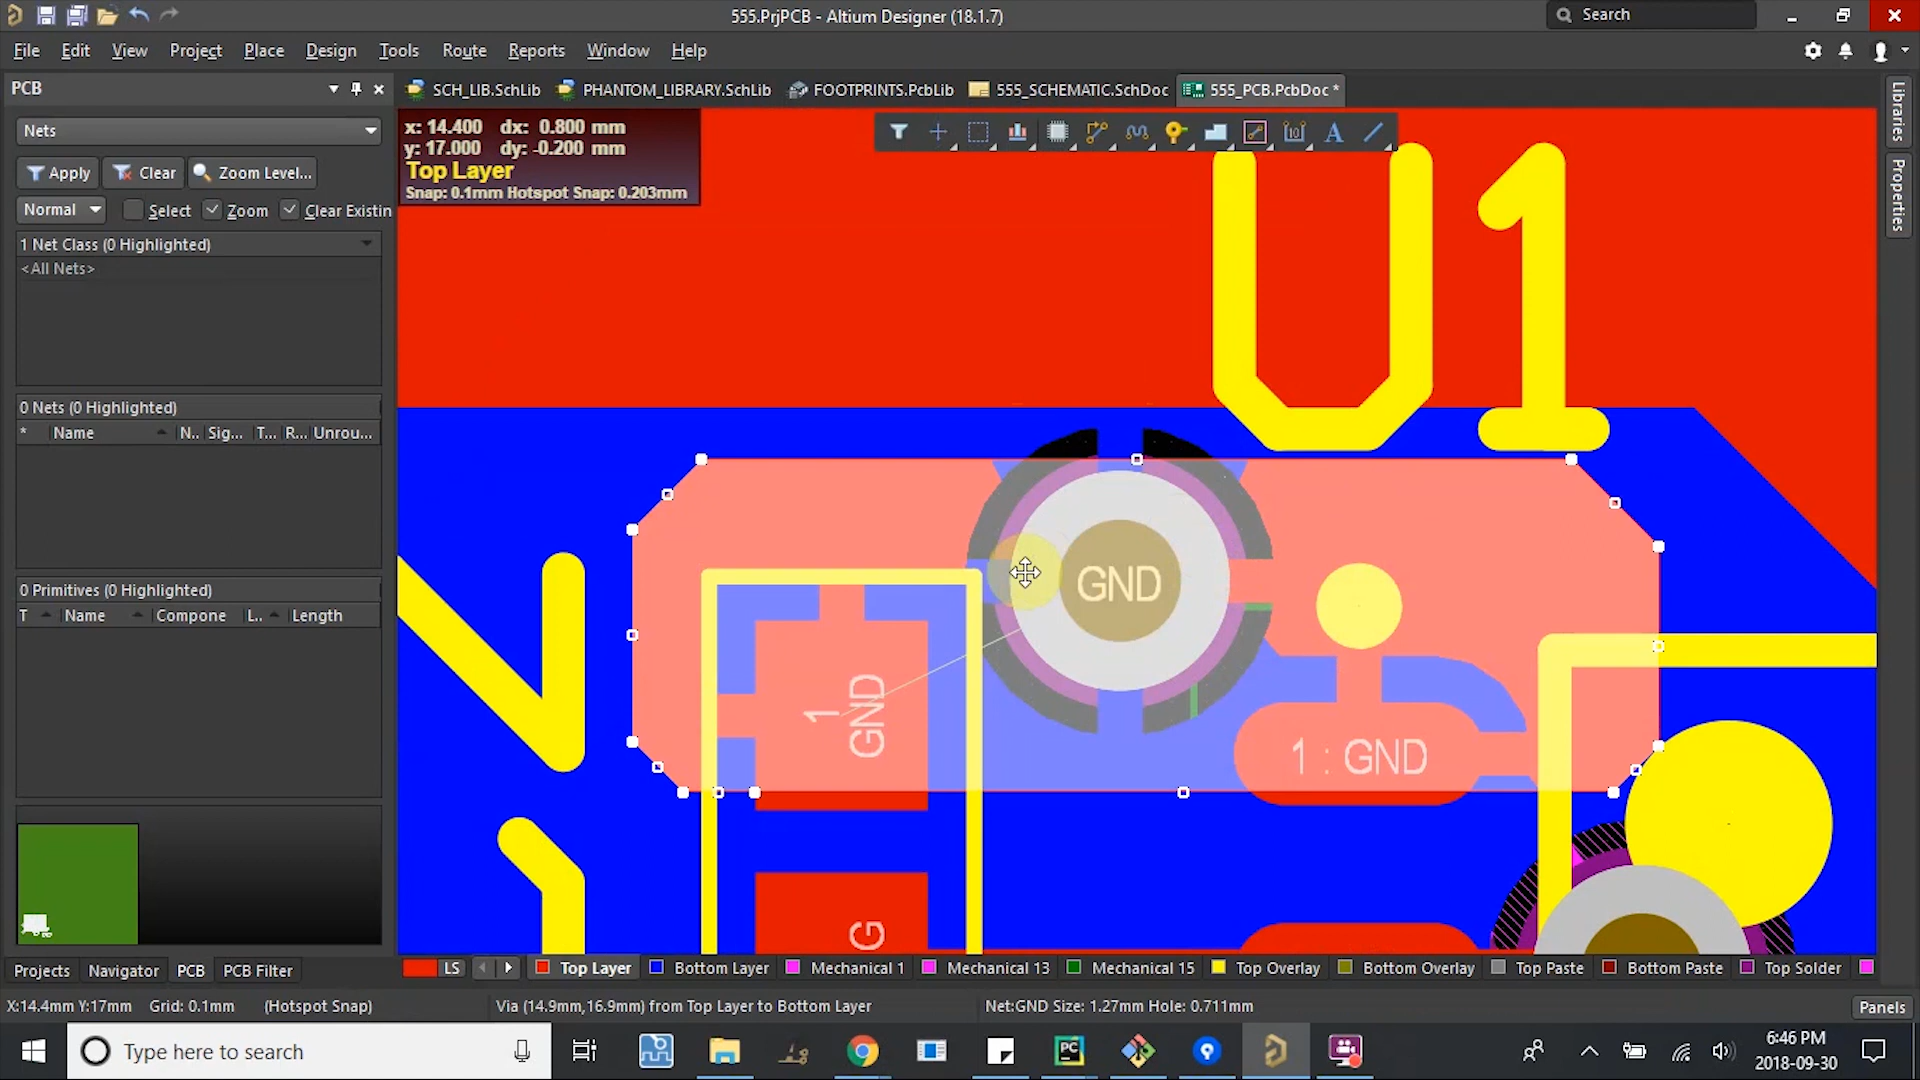 555.PrjPCB - Altium Designer (18.1.7)
Search
File Edit View Project Place Design Tools Route Reports Window Help
PCB
SCH_LIB.SchLib PHANTOM_LIBRARY.SchLib FOOTPRINTS.PcbLib 555_SCHEMATIC.SchDoc 555_PCB.PcbDoc *
Libraries
Properties
Nets
Apply Clear Zoom Level...
Normal Select Zoom Clear Existin
1 Net Class (0 Highlighted)
<All Nets>
0 Nets (0 Highlighted)
* Name N.. Sig... T... R... Unrou...
0 Primitives (0 Highlighted)
T Name Compone L.. Length
x: 14.400 dx: 0.800 mm
y: 17.000 dy: -0.200 mm
Top Layer
Snap: 0.1mm Hotspot Snap: 0.203mm
10
A
U1
GND
1
GND
1 : GND
G
Projects Navigator PCB PCB Filter
LS Top Layer Bottom Layer Mechanical 1 Mechanical 13 Mechanical 15 Top Overlay Bottom Overlay Top Paste Bottom Paste Top Solder
X:14.4mm Y:17mm Grid: 0.1mm (Hotspot Snap) Via (14.9mm,16.9mm) from Top Layer to Bottom Layer Net:GND Size: 1.27mm Hole: 0.711mm
Panels
Type here to search
PC
6:46 PM
2018-09-30